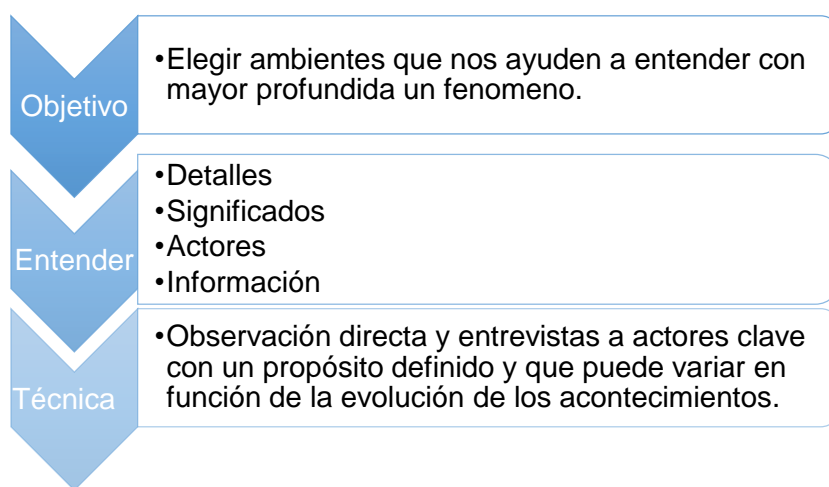 Objetivo
•Elegir ambientes que nos ayuden a entender con
mayor profundida un fenomeno.
Entender
•Detalles
•Significados
•Actores
•Información
Técnica
•Observación directa y entrevistas a actores clave
con un propósito definido y que puede variar en
función de la evolución de los acontecimientos.